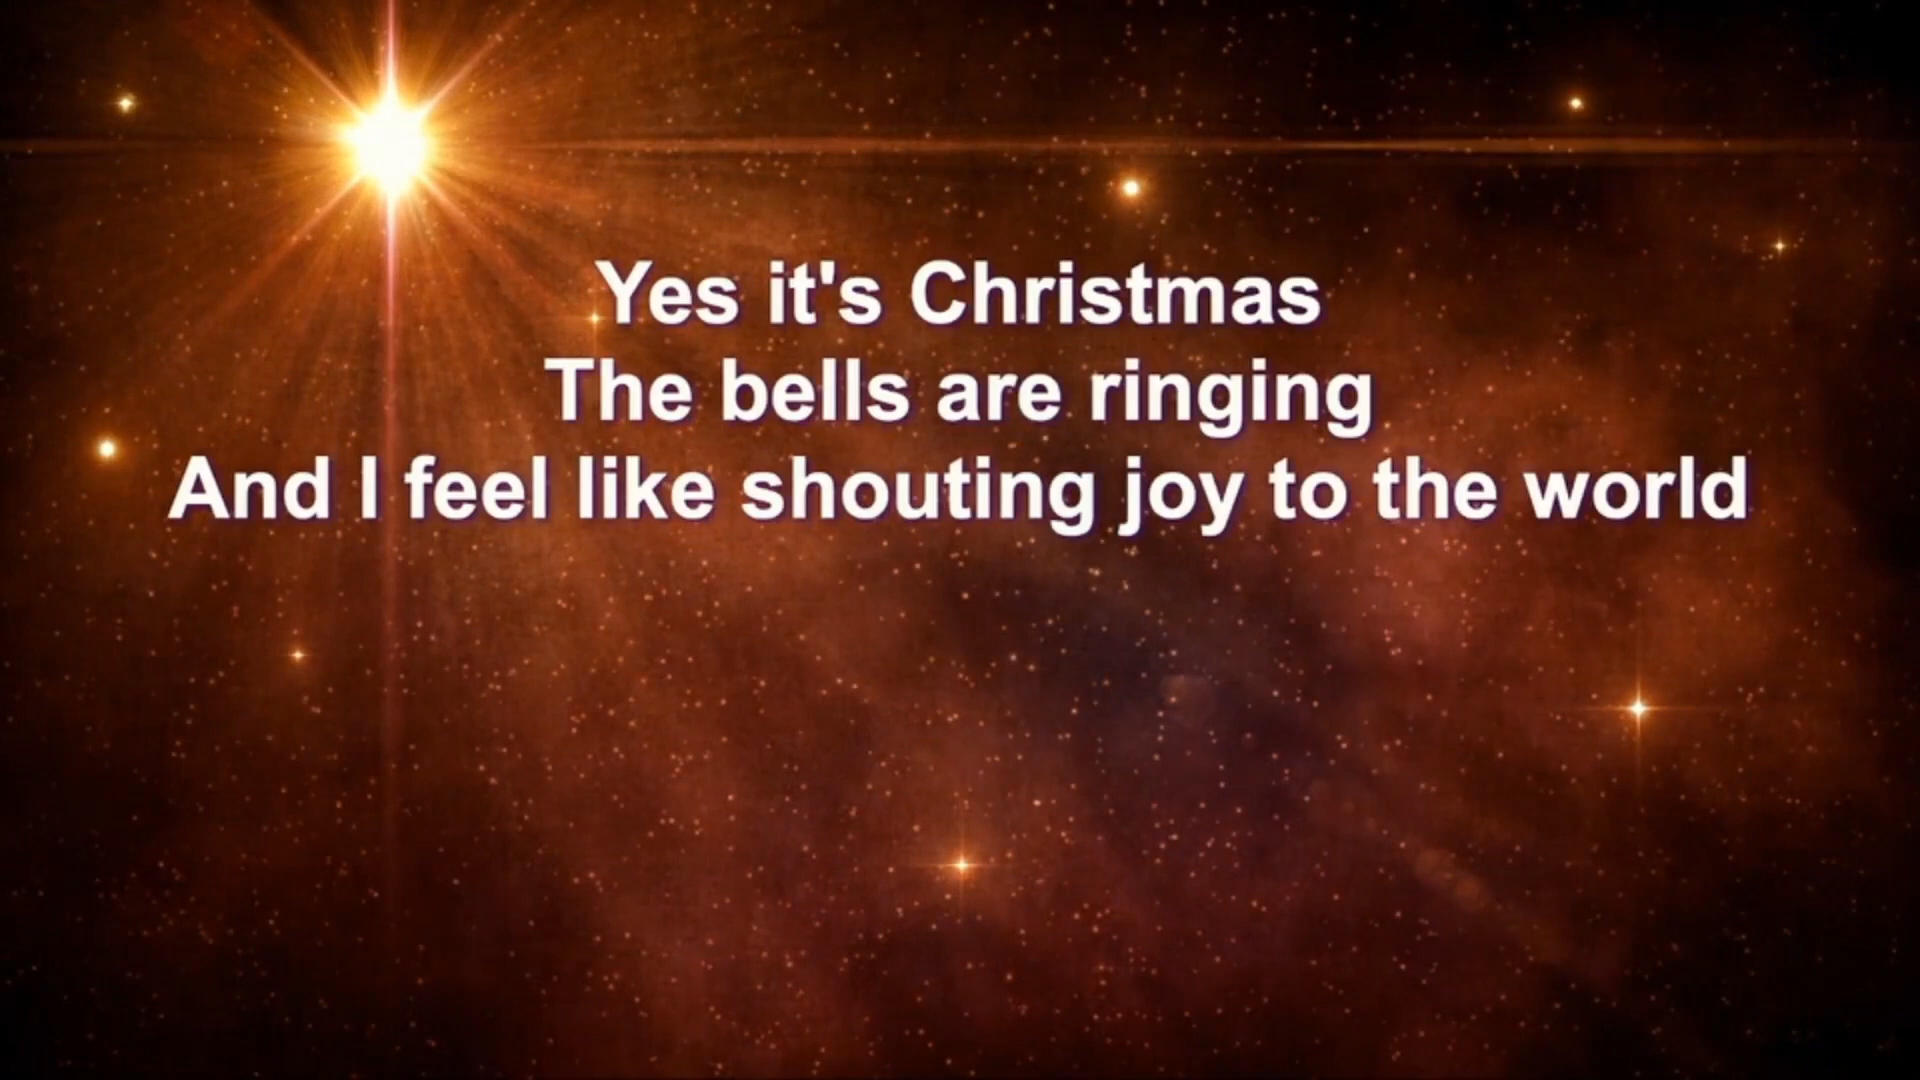 Yes it's Christmas
The bells are ringing
And I feel like shouting joy to the world